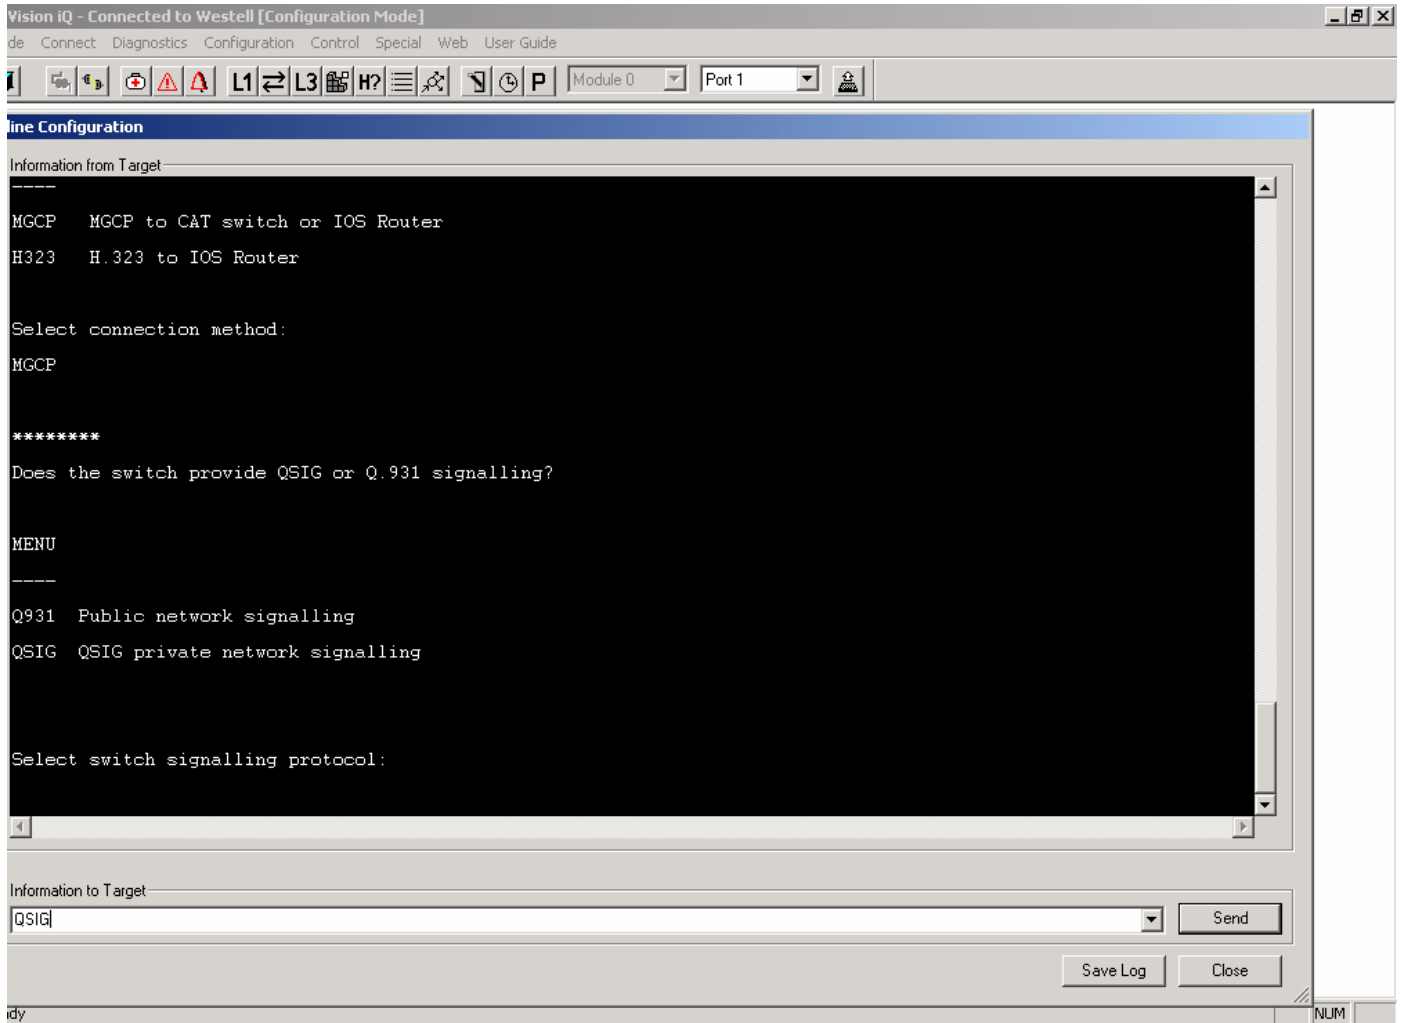 Vision iQ - Connected to Westell [Configuration Mode]
de Connect Diagnostics Configuration Control Special Web User Guide
L1 L3 H? P Module 0 Port 1
line Configuration
Information from Target
----
MGCP MGCP to CAT switch or IOS Router
H323 H.323 to IOS Router
Select connection method:
MGCP
********
Does the switch provide QSIG or Q.931 signalling?
MENU
----
Q931 Public network signalling
QSIG QSIG private network signalling
Select switch signalling protocol:
Information to Target
QSIG Send
Save Log Close
dy NUM